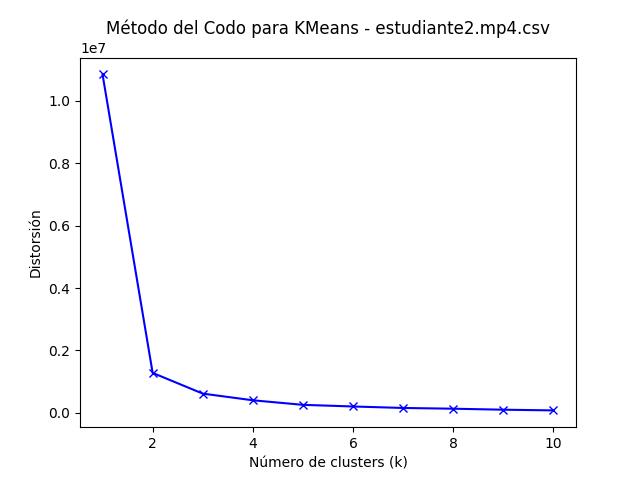 Método del Codo para KMeans - estudiante2.mp4.csv
1e7
1.0
0.8
0.6
0.4
0.2
0.0
Distorsión
2 4 6 8 10
Número de clusters (k)